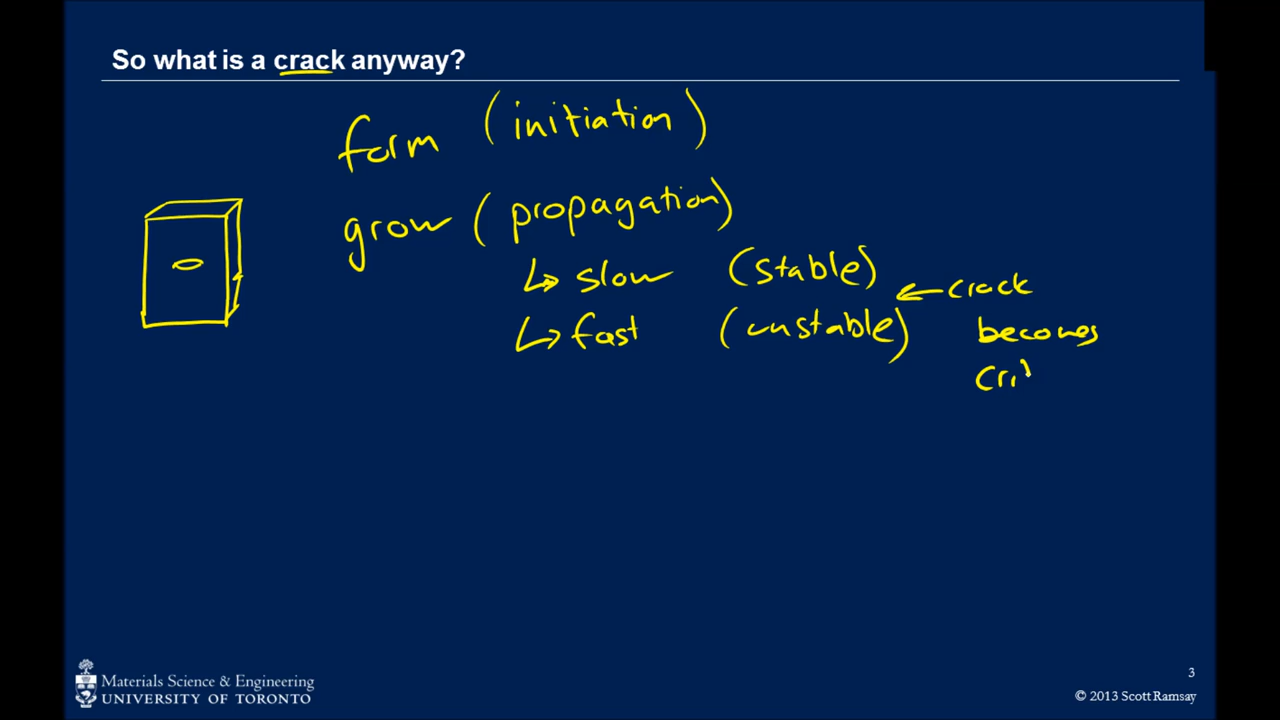 So what is a crack anyway?
form (initiation)
grow (propagation)
↳ slow (stable)
← crack
↳ fast (unstable) becomes
Materials Science & Engineering
UNIVERSITY OF TORONTO
3
© 2013 Scott Ramsay